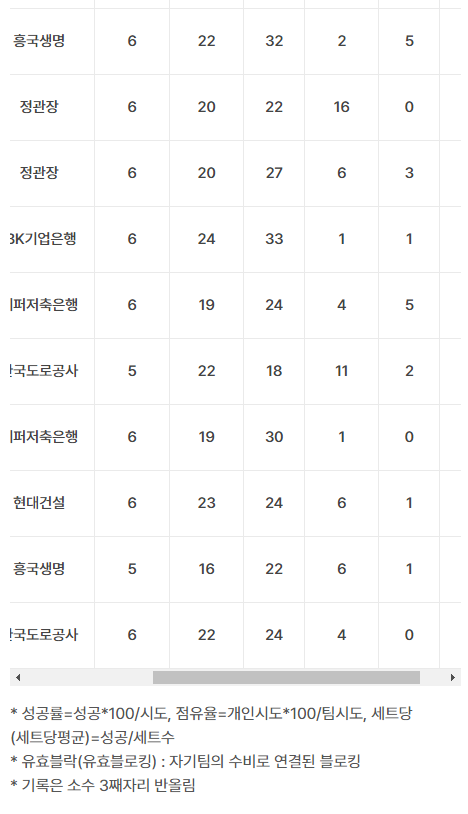 흥국생명 6 22 32 2 5
정관장 6 20 22 16 0
정관장 6 20 27 6 3
BK기업은행 6 24 33 1 1
퍼저축은행 6 19 24 4 5
국도로공사 5 22 18 11 2
퍼저축은행 6 19 30 1 0
현대건설 6 23 24 6 1
흥국생명 5 16 22 6 1
국도로공사 6 22 24 4 0
* 성공률=성공*100/시도, 점유율=개인시도*100/팀시도, 세트당
(세트당평균)=성공/세트수
* 유효블락(유효블로킹) : 자기팀의 수비로 연결된 블로킹
* 기록은 소수 3째자리 반올림